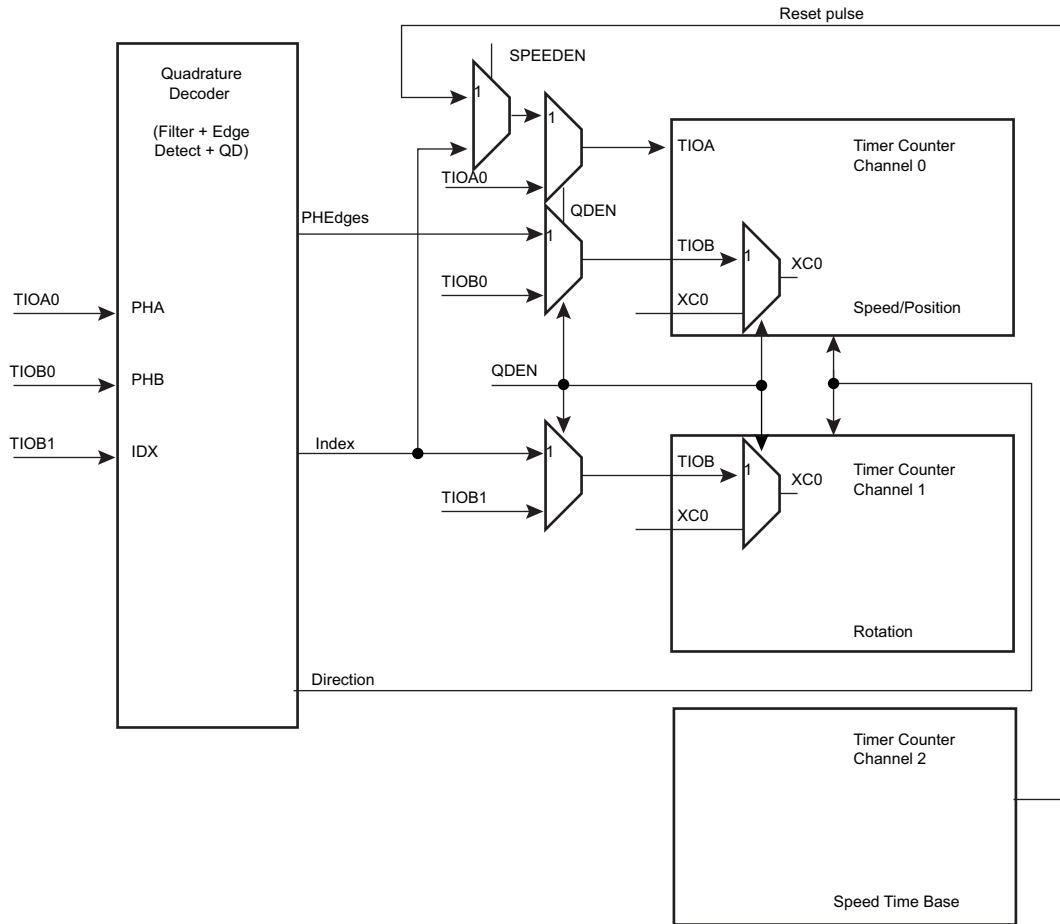 Reset pulse
SPEEDEN
1
Quadrature
Decoder
(Filter + Edge
Detect + QD)
1
TIOA
Timer Counter
Channel 0
TIOA0
QDEN
PHEdges
1
TIOB
1
XC0
TIOB0
XC0
Speed/Position
TIOA0
PHA
QDEN
TIOB0
PHB
TIOB1
IDX
Index
1
TIOB
1
XC0
Timer Counter
Channel 1
TIOB1
XC0
Rotation
Direction
Timer Counter
Channel 2
Speed Time Base